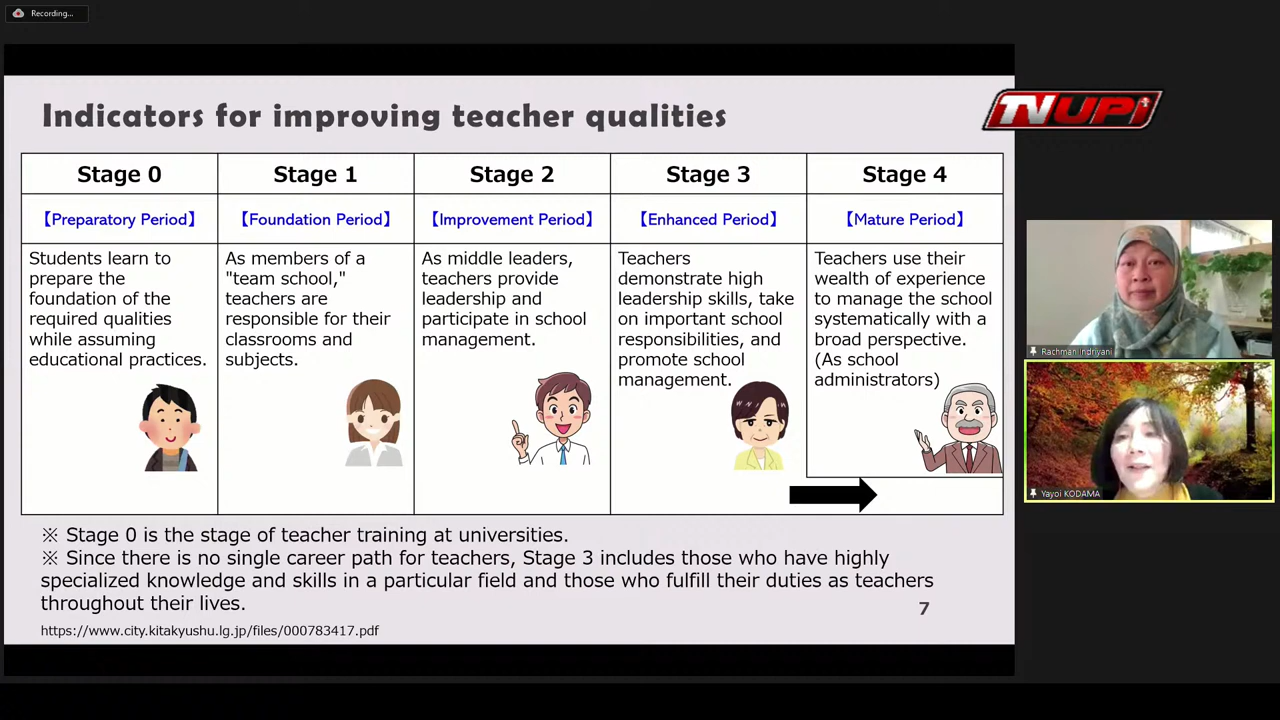 Recording...
Indicators for improving teacher qualities
TVUPI
Stage 0
Stage 1
Stage 2
Stage 3
Stage 4
【Preparatory Period】
【Foundation Period】
【Improvement Period】
【Enhanced Period】
【Mature Period】
Students learn to
prepare the
foundation of the
required qualities
while assuming
educational practices.
As members of a
"team school,"
teachers are
responsible for their
classrooms and
subjects.
As middle leaders,
teachers provide
leadership and
participate in school
management.
Teachers
demonstrate high
leadership skills, take
on important school
responsibilities, and
promote school
management.
Teachers use their
wealth of experience
to manage the school
systematically with a
broad perspective.
(As school
administrators)
※ Stage 0 is the stage of teacher training at universities.
※ Since there is no single career path for teachers, Stage 3 includes those who have highly
specialized knowledge and skills in a particular field and those who fulfill their duties as teachers
throughout their lives.
7
https://www.city.kitakyushu.lg.jp/files/000783417.pdf
Rachman Indriyani
Yayoi KODAMA